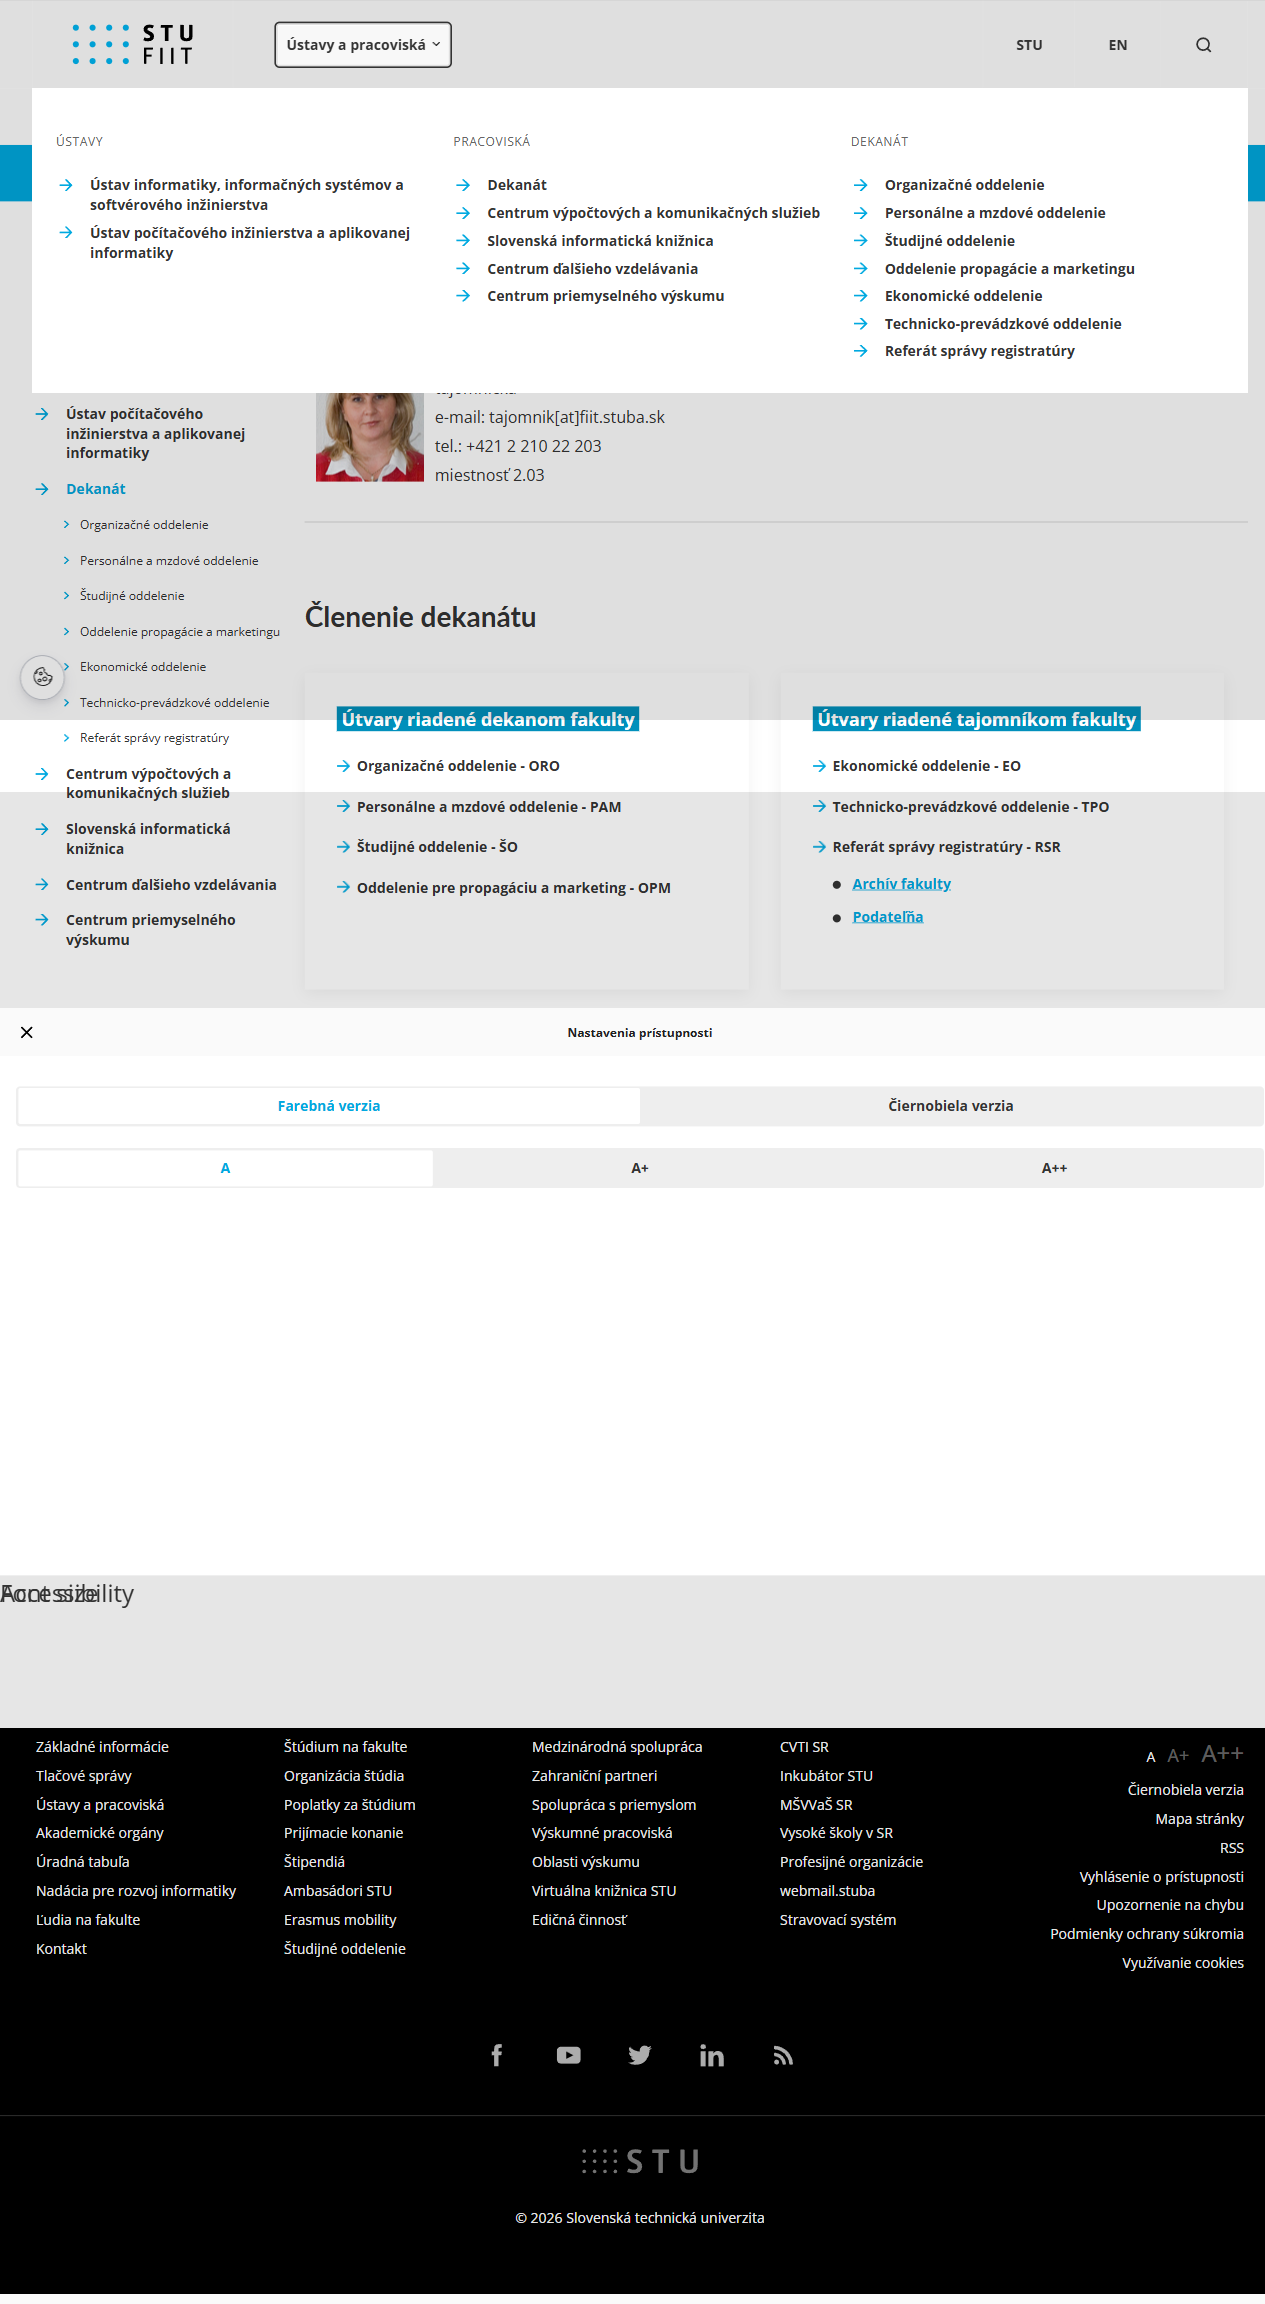 STU
FIIT
Ústavy a pracoviská
STU
EN
ÚSTAVY
Ústav informatiky, informačných systémov a
softvérového inžinierstva
Ústav počítačového inžinierstva a aplikovanej
informatiky
PRACOVISKÁ
Dekanát
Centrum výpočtových a komunikačných služieb
Slovenská informatická knižnica
Centrum ďalšieho vzdelávania
Centrum priemyselného výskumu
DEKANÁT
Organizačné oddelenie
Personálne a mzdové oddelenie
Študijné oddelenie
Oddelenie propagácie a marketingu
Ekonomické oddelenie
Technicko-prevádzkové oddelenie
Referát správy registratúry
Ústav počítačového
inžinierstva a aplikovanej
informatiky
Dekanát
Organizačné oddelenie
Personálne a mzdové oddelenie
Študijné oddelenie
Oddelenie propagácie a marketingu
Ekonomické oddelenie
Technicko-prevádzkové oddelenie
Referát správy registratúry
Centrum výpočtových a
komunikačných služieb
Slovenská informatická
knižnica
Centrum ďalšieho vzdelávania
Centrum priemyselného
výskumu
e-mail: tajomnik[at]fiit.stuba.sk
tel.: +421 2 210 22 203
miestnosť 2.03
Členenie dekanátu
Útvary riadené dekanom fakulty
Organizačné oddelenie - ORO
Personálne a mzdové oddelenie - PAM
Študijné oddelenie - ŠO
Oddelenie pre propagáciu a marketing - OPM
Útvary riadené tajomníkom fakulty
Ekonomické oddelenie - EO
Technicko-prevádzkové oddelenie - TPO
Referát správy registratúry - RSR
Archív fakulty
Podateľňa
Nastavenia prístupnosti
Farebná verzia
Čiernobiela verzia
A
A+
A++
Accessibility
Font size
Základné informácie
Tlačové správy
Ústavy a pracoviská
Akademické orgány
Úradná tabuľa
Nadácia pre rozvoj informatiky
Ľudia na fakulte
Kontakt
Štúdium na fakulte
Organizácia štúdia
Poplatky za štúdium
Prijímacie konanie
Štipendiá
Ambasádori STU
Erasmus mobility
Študijné oddelenie
Medzinárodná spolupráca
Zahraniční partneri
Spolupráca s priemyslom
Výskumné pracoviská
Oblasti výskumu
Virtuálna knižnica STU
Edičná činnosť
CVTI SR
Inkubátor STU
MŠVVaŠ SR
Vysoké školy v SR
Profesijné organizácie
webmail.stuba
Stravovací systém
A A+ A++
Čiernobiela verzia
Mapa stránky
RSS
Vyhlásenie o prístupnosti
Upozornenie na chybu
Podmienky ochrany súkromia
Využívanie cookies
STU
© 2026 Slovenská technická univerzita